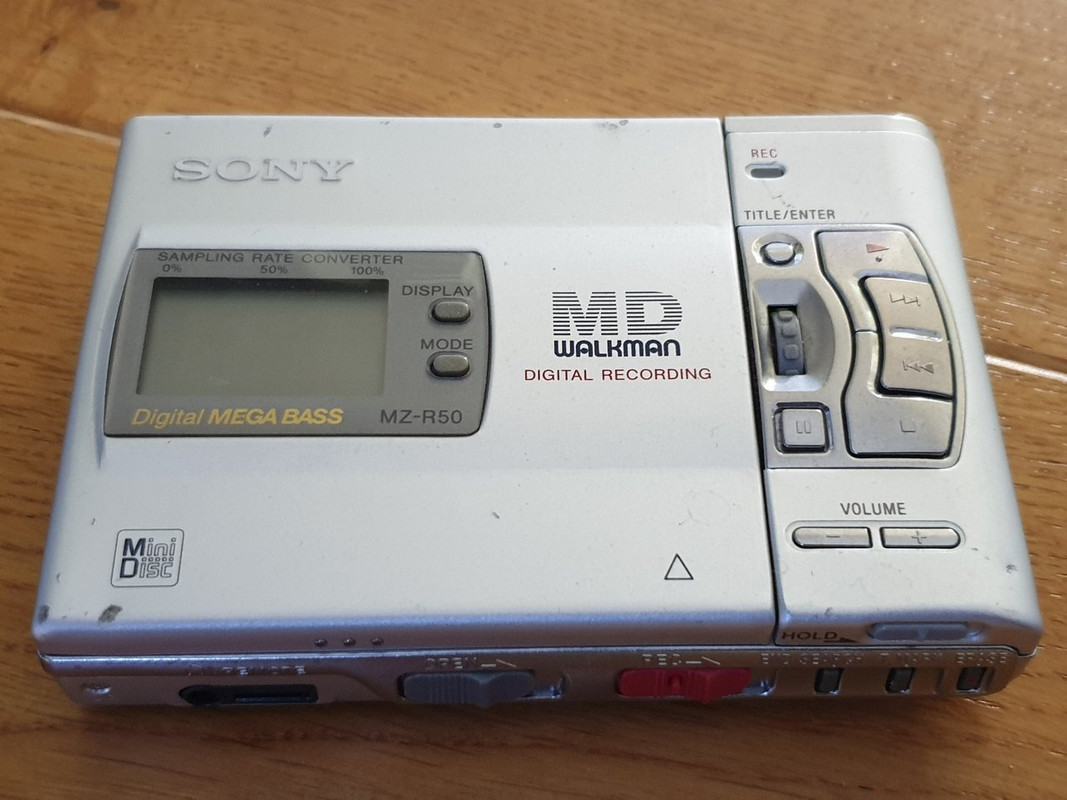 SONY
REC
TITLE/ENTER
SAMPLING RATE CONVERTER
0% 50% 100%
DISPLAY
MODE
Digital MEGA BASS MZ-R50
MD
WALKMAN
DIGITAL RECORDING
VOLUME
− +
Mini
Disc
HOLD
OPEN
REC